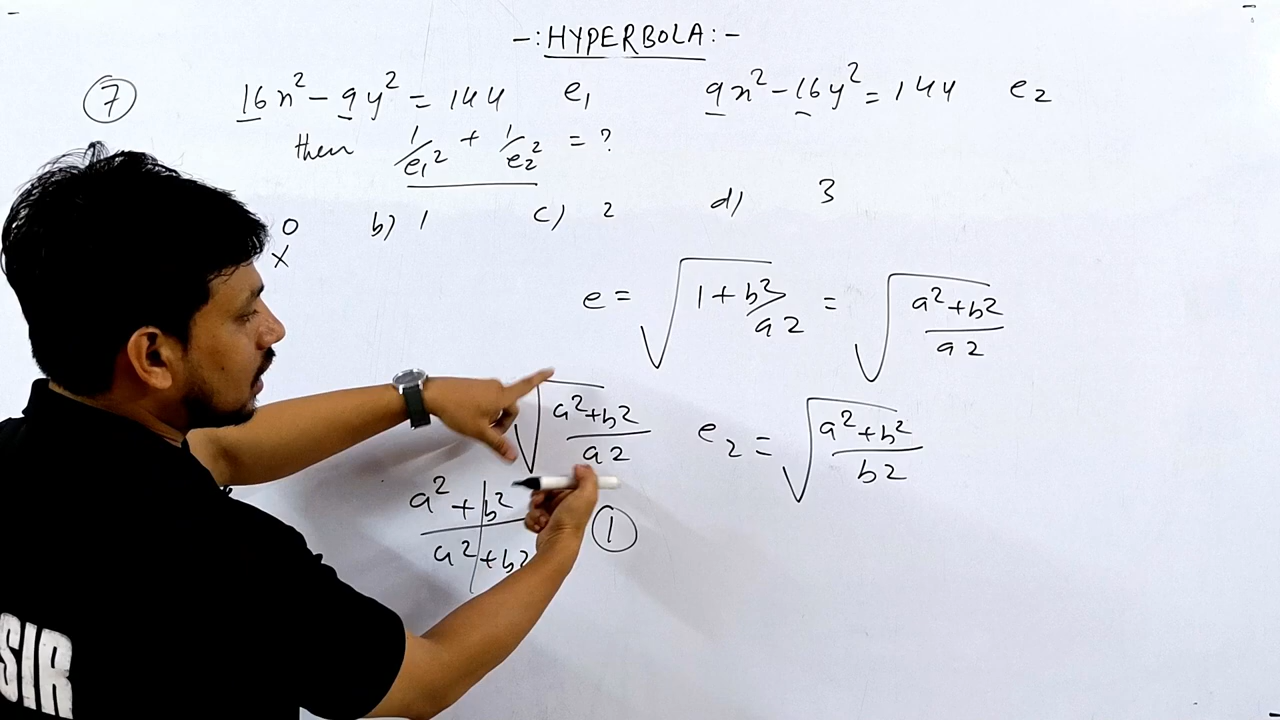 -: HYPERBOLA :-
⑦ 16x² - 9y² = 144 e₁ 9x² - 16y² = 144 e₂
then 1/e₁² + 1/e₂² = ?
0 b) 1 c) 2 d) 3
X
e = √(1 + b²/a²) = √((a²+b²)/a²)
√((a²+b²)/a²) e₂ = √((a²+b²)/b²)
(a² + b²)/(a² + b²) ①
SIR